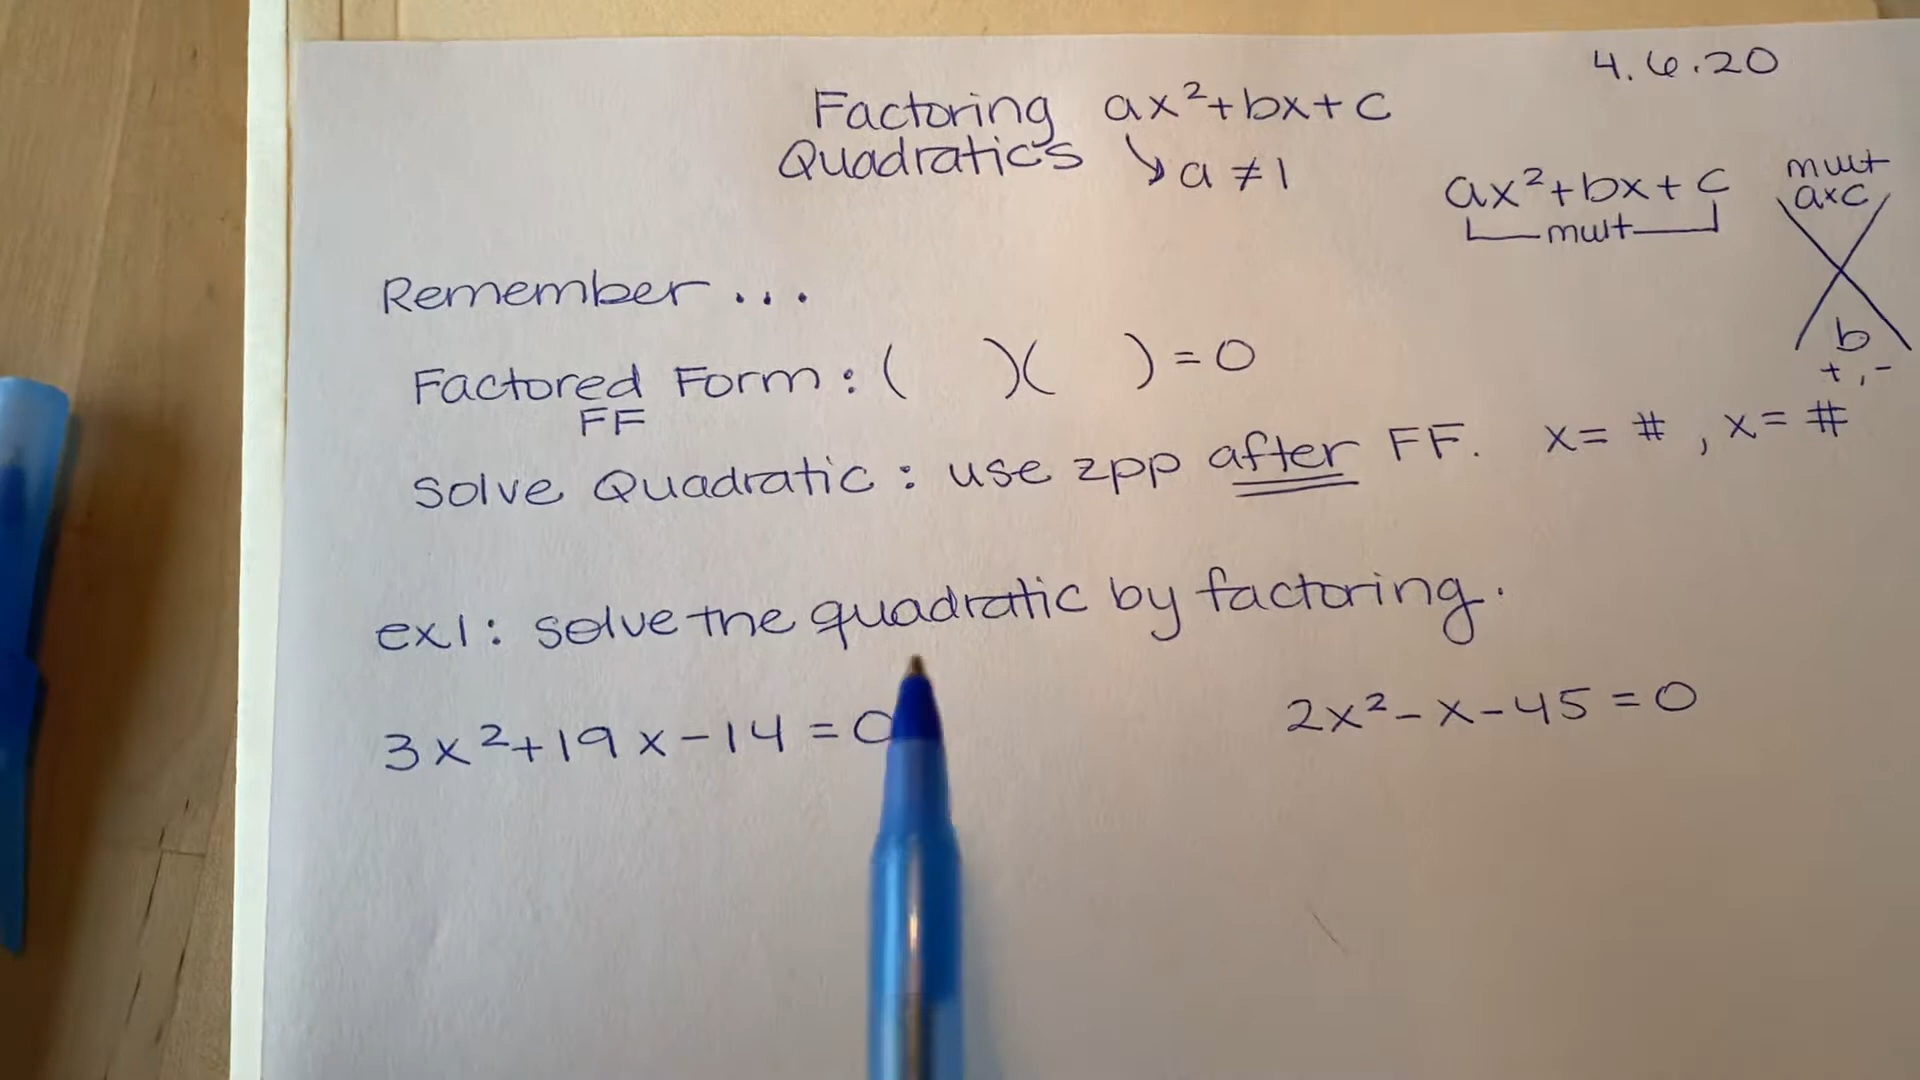 4.6.20
Factoring ax²+bx+c
Quadratics ↘a ≠ 1
ax²+bx+c
mult
mult
axc
b
+,-
Remember...
Factored Form: (   )(   ) = 0
FF
Solve Quadratic: use zpp after FF. x= #, x= #
ex1: solve the quadratic by factoring.
3x²+19x-14=0
2x²-x-45=0